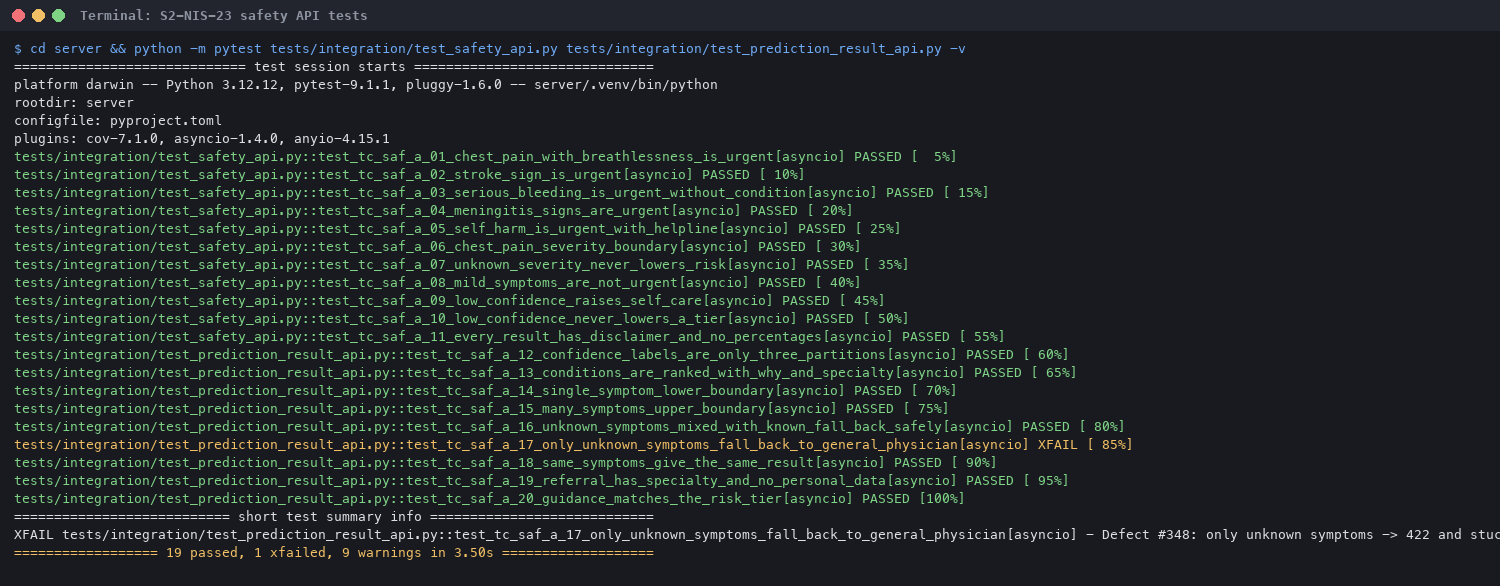 Terminal: S2-NIS-23 safety API tests
$ cd server && python -m pytest tests/integration/test_safety_api.py tests/integration/test_prediction_result_api.py -v
============================= test session starts ==============================
platform darwin -- Python 3.12.12, pytest-9.1.1, pluggy-1.6.0 -- server/.venv/bin/python
rootdir: server
configfile: pyproject.toml
plugins: cov-7.1.0, asyncio-1.4.0, anyio-4.15.1
tests/integration/test_safety_api.py::test_tc_saf_a_01_chest_pain_with_breathlessness_is_urgent[asyncio] PASSED [  5%]
tests/integration/test_safety_api.py::test_tc_saf_a_02_stroke_sign_is_urgent[asyncio] PASSED [ 10%]
tests/integration/test_safety_api.py::test_tc_saf_a_03_serious_bleeding_is_urgent_without_condition[asyncio] PASSED [ 15%]
tests/integration/test_safety_api.py::test_tc_saf_a_04_meningitis_signs_are_urgent[asyncio] PASSED [ 20%]
tests/integration/test_safety_api.py::test_tc_saf_a_05_self_harm_is_urgent_with_helpline[asyncio] PASSED [ 25%]
tests/integration/test_safety_api.py::test_tc_saf_a_06_chest_pain_severity_boundary[asyncio] PASSED [ 30%]
tests/integration/test_safety_api.py::test_tc_saf_a_07_unknown_severity_never_lowers_risk[asyncio] PASSED [ 35%]
tests/integration/test_safety_api.py::test_tc_saf_a_08_mild_symptoms_are_not_urgent[asyncio] PASSED [ 40%]
tests/integration/test_safety_api.py::test_tc_saf_a_09_low_confidence_raises_self_care[asyncio] PASSED [ 45%]
tests/integration/test_safety_api.py::test_tc_saf_a_10_low_confidence_never_lowers_a_tier[asyncio] PASSED [ 50%]
tests/integration/test_safety_api.py::test_tc_saf_a_11_every_result_has_disclaimer_and_no_percentages[asyncio] PASSED [ 55%]
tests/integration/test_prediction_result_api.py::test_tc_saf_a_12_confidence_labels_are_only_three_partitions[asyncio] PASSED [ 60%]
tests/integration/test_prediction_result_api.py::test_tc_saf_a_13_conditions_are_ranked_with_why_and_specialty[asyncio] PASSED [ 65%]
tests/integration/test_prediction_result_api.py::test_tc_saf_a_14_single_symptom_lower_boundary[asyncio] PASSED [ 70%]
tests/integration/test_prediction_result_api.py::test_tc_saf_a_15_many_symptoms_upper_boundary[asyncio] PASSED [ 75%]
tests/integration/test_prediction_result_api.py::test_tc_saf_a_16_unknown_symptoms_mixed_with_known_fall_back_safely[asyncio] PASSED [ 80%]
tests/integration/test_prediction_result_api.py::test_tc_saf_a_17_only_unknown_symptoms_fall_back_to_general_physician[asyncio] XFAIL [ 85%]
tests/integration/test_prediction_result_api.py::test_tc_saf_a_18_same_symptoms_give_the_same_result[asyncio] PASSED [ 90%]
tests/integration/test_prediction_result_api.py::test_tc_saf_a_19_referral_has_specialty_and_no_personal_data[asyncio] PASSED [ 95%]
tests/integration/test_prediction_result_api.py::test_tc_saf_a_20_guidance_matches_the_risk_tier[asyncio] PASSED [100%]
=========================== short test summary info ============================
XFAIL tests/integration/test_prediction_result_api.py::test_tc_saf_a_17_only_unknown_symptoms_fall_back_to_general_physician[asyncio] - Defect #348: only unknown symptoms -> 422 and stuc
================== 19 passed, 1 xfailed, 9 warnings in 3.50s ===================